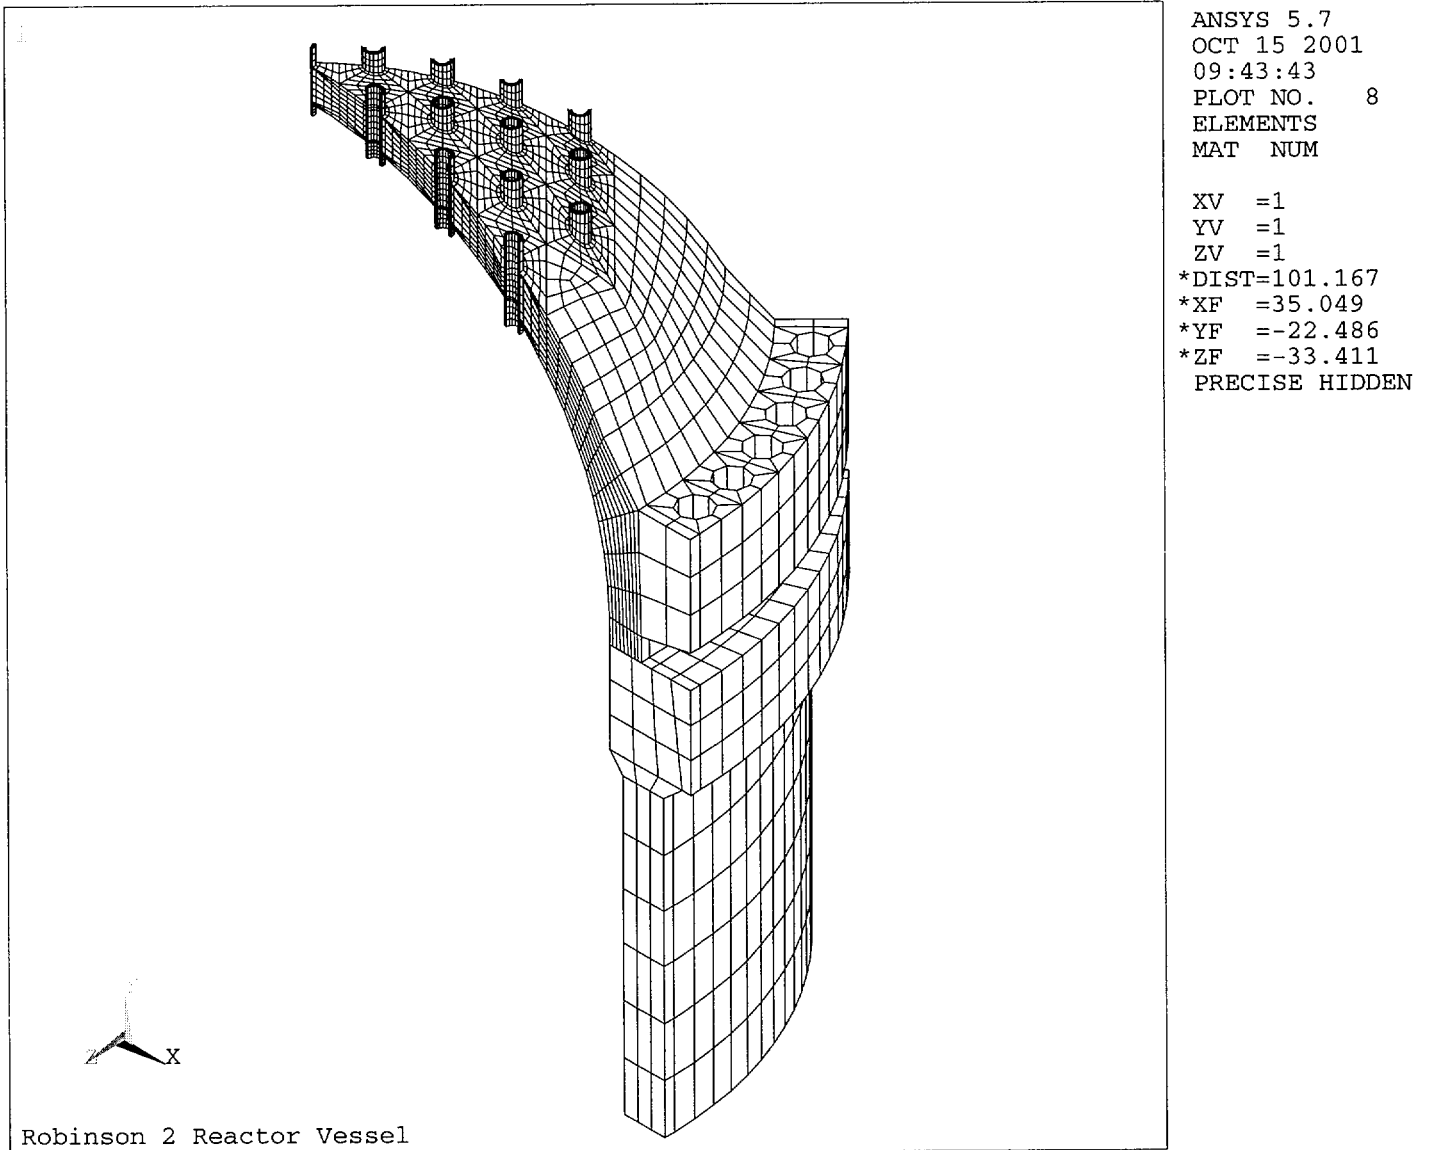 1
ANSYS 5.7
OCT 15 2001
09:43:43
PLOT NO.    8
ELEMENTS
MAT  NUM
XV  =1
YV  =1
ZV  =1
*DIST=101.167
*XF  =35.049
*YF  =-22.486
*ZF  =-33.411
PRECISE HIDDEN
Y
Z
X
Robinson 2 Reactor Vessel